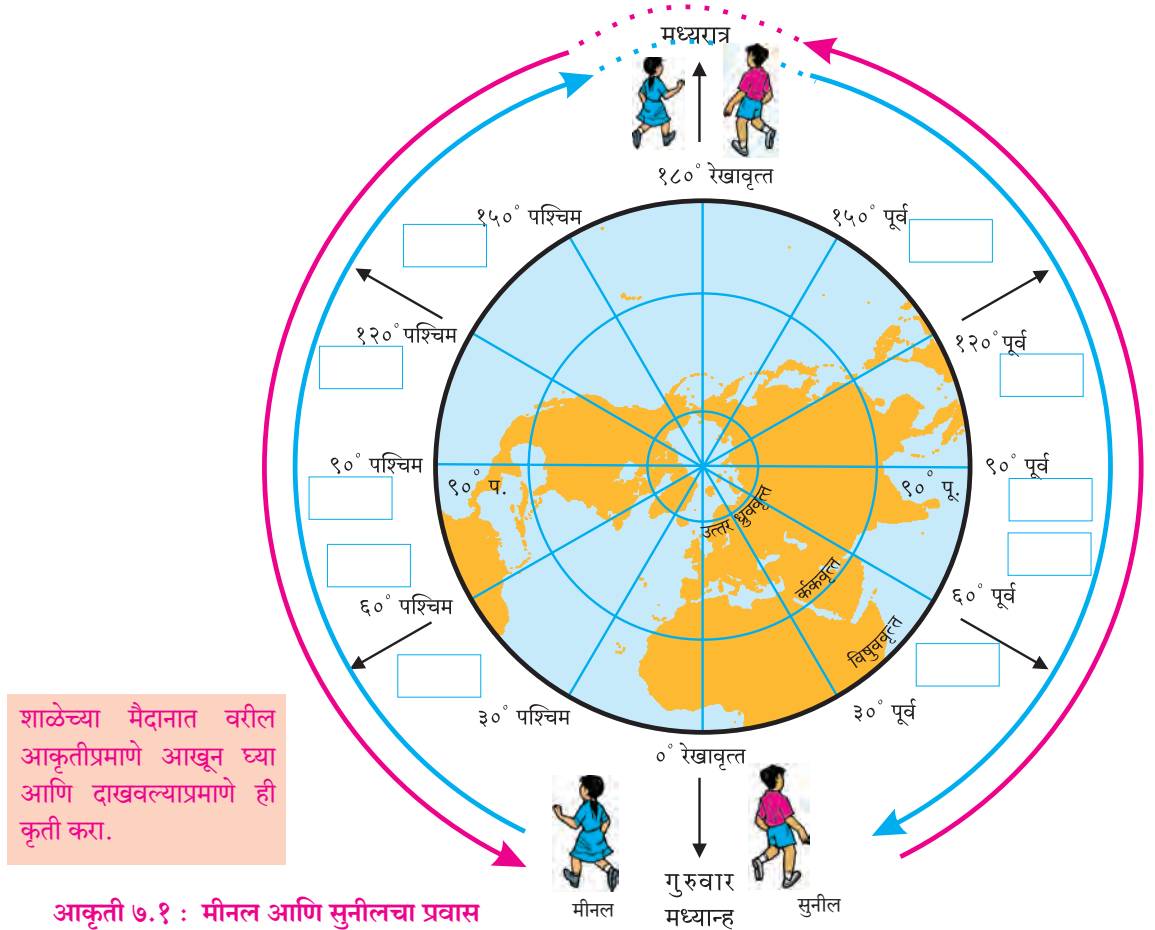 मध्यरात्र
१८०° रेखावृत्त
१५०° पश्चिम
१५०° पूर्व
१२०° पश्चिम
१२०° पूर्व
९०° पश्चिम
९०° प.
९०° पू.
९०° पूर्व
उत्तर ध्रुववृत्त
कर्कवृत्त
विषुववृत्त
६०° पश्चिम
६०° पूर्व
३०° पश्चिम
३०° पूर्व
०° रेखावृत्त
शाळेच्या मैदानात वरील
आकृतीप्रमाणे आखून घ्या
आणि दाखवल्याप्रमाणे ही
कृती करा.
मीनल
गुरुवार
मध्यान्ह
सुनील
आकृती ७.१ : मीनल आणि सुनीलचा प्रवास